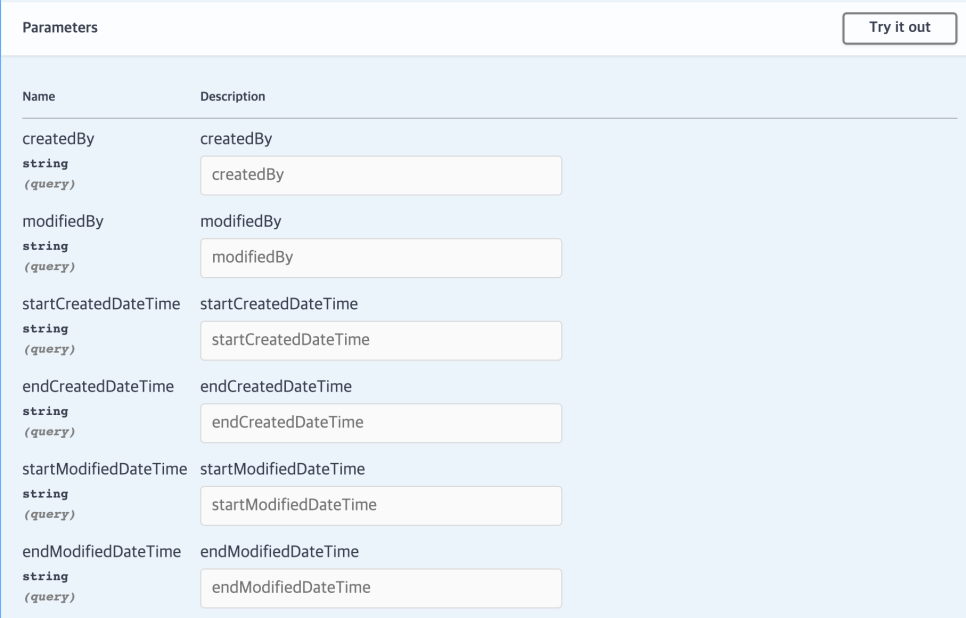 Parameters Try it out
Name Description
createdBy createdBy
string
(query)
createdBy
modifiedBy modifiedBy
string
(query)
modifiedBy
startCreatedDateTime startCreatedDateTime
string
(query)
startCreatedDateTime
endCreatedDateTime endCreatedDateTime
string
(query)
endCreatedDateTime
startModifiedDateTime startModifiedDateTime
string
(query)
startModifiedDateTime
endModifiedDateTime endModifiedDateTime
string
(query)
endModifiedDateTime